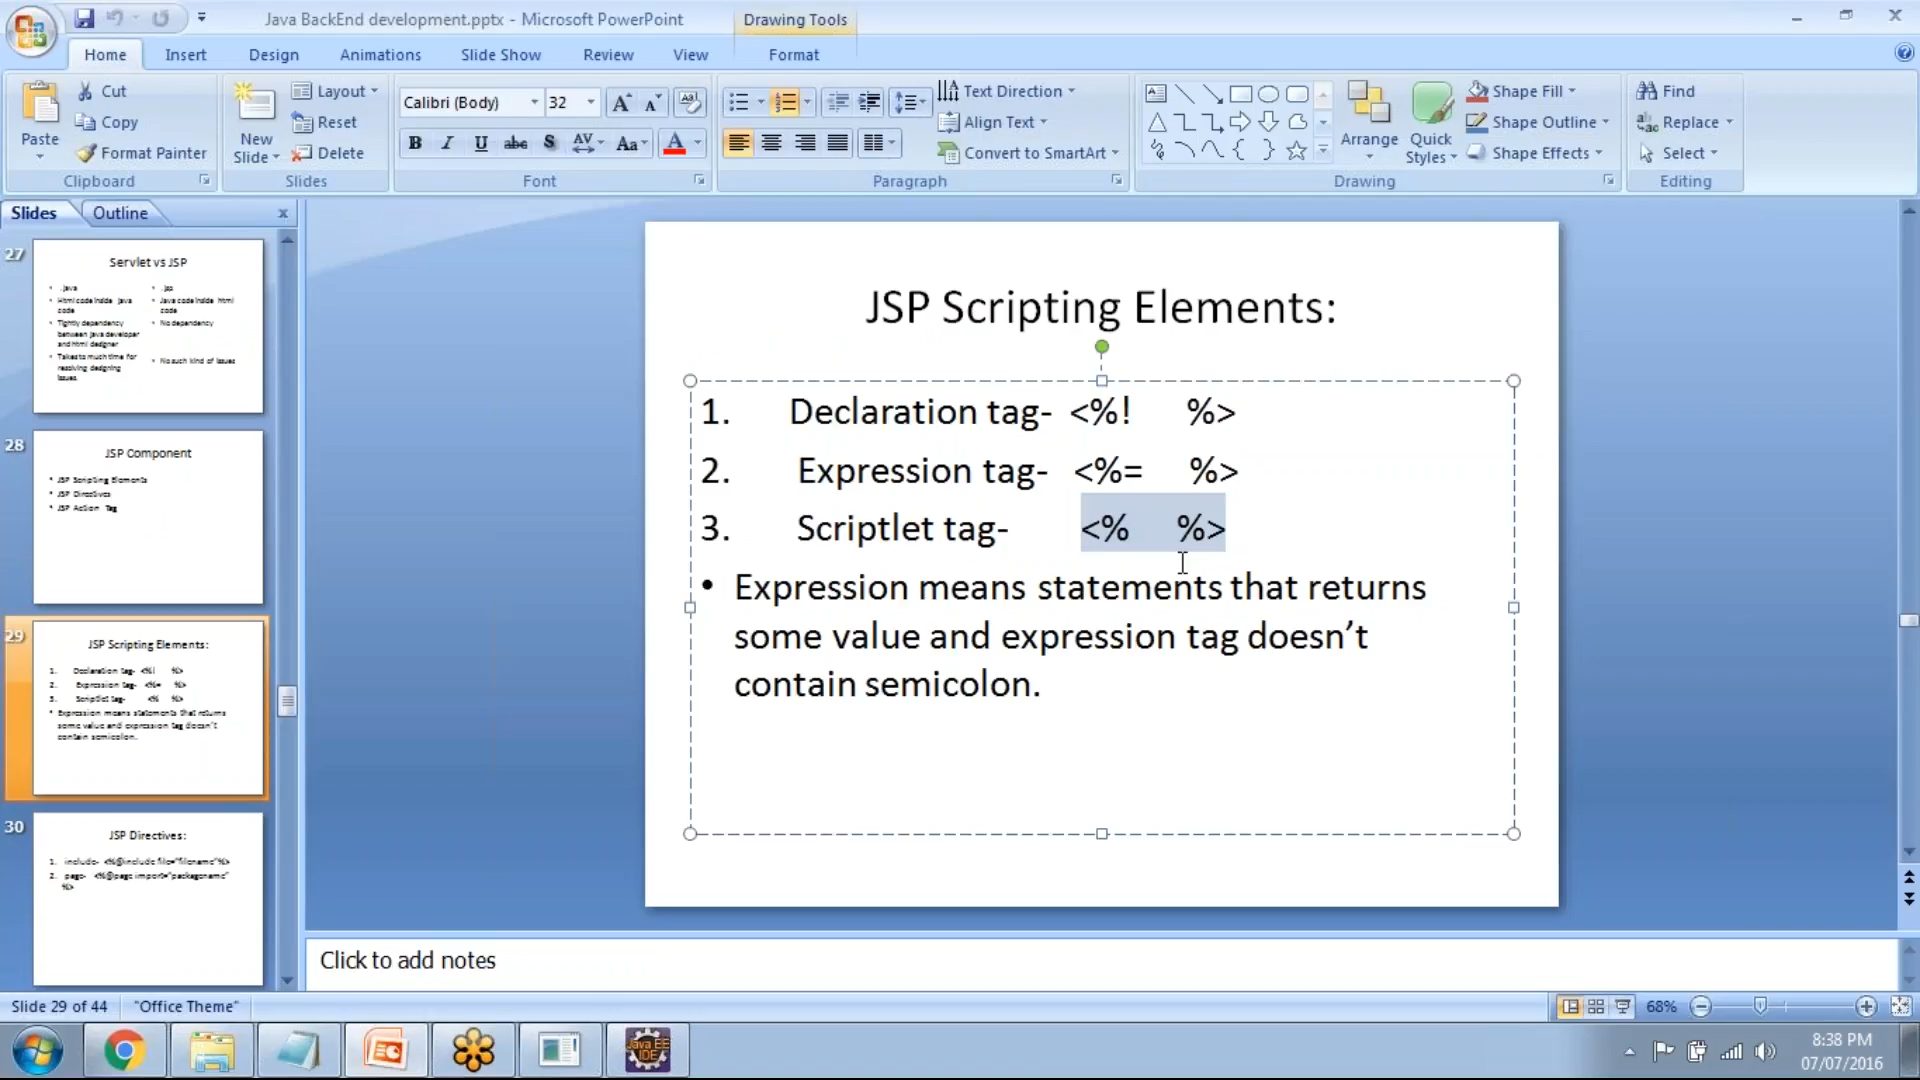 Java BackEnd development.pptx - Microsoft PowerPoint
Drawing Tools
Home Insert Design Animations Slide Show Review View Format
Paste
Cut
Copy
Format Painter
Clipboard
New Slide
Layout
Reset
Delete
Slides
Calibri (Body) 32
B I U abc S AV Aa A
Font
Paragraph
Text Direction
Align Text
Convert to SmartArt
Arrange
Quick Styles
Shape Fill
Shape Outline
Shape Effects
Drawing
Find
Replace
Select
Editing
Slides Outline
27
Servlet vs JSP
• .java
• Html code inside java code
• Tightly dependency between java developer and html designer
• Takes to much time for resolving designing issues
• .jsp
• Java code inside html code
• No dependency
• No such kind of issues
28
JSP Component
• JSP Scripting Elements
• JSP Directives
• JSP Action Tag
29
JSP Scripting Elements:
1. Declaration tag- <%! %>
2. Expression tag- <%= %>
3. Scriptlet tag- <% %>
• Expression means statements that returns
some value and expression tag doesn't
contain semicolon.
30
JSP Directives:
1. include- <%@include file="filename"%>
2. page- <%@page import="packagename"
%>
JSP Scripting Elements:
1. Declaration tag- <%! %>
2. Expression tag- <%= %>
3. Scriptlet tag- <% %>
• Expression means statements that returns
some value and expression tag doesn’t
contain semicolon.
Click to add notes
Slide 29 of 44 "Office Theme" 68%
Java EE
IDE
8:38 PM
07/07/2016